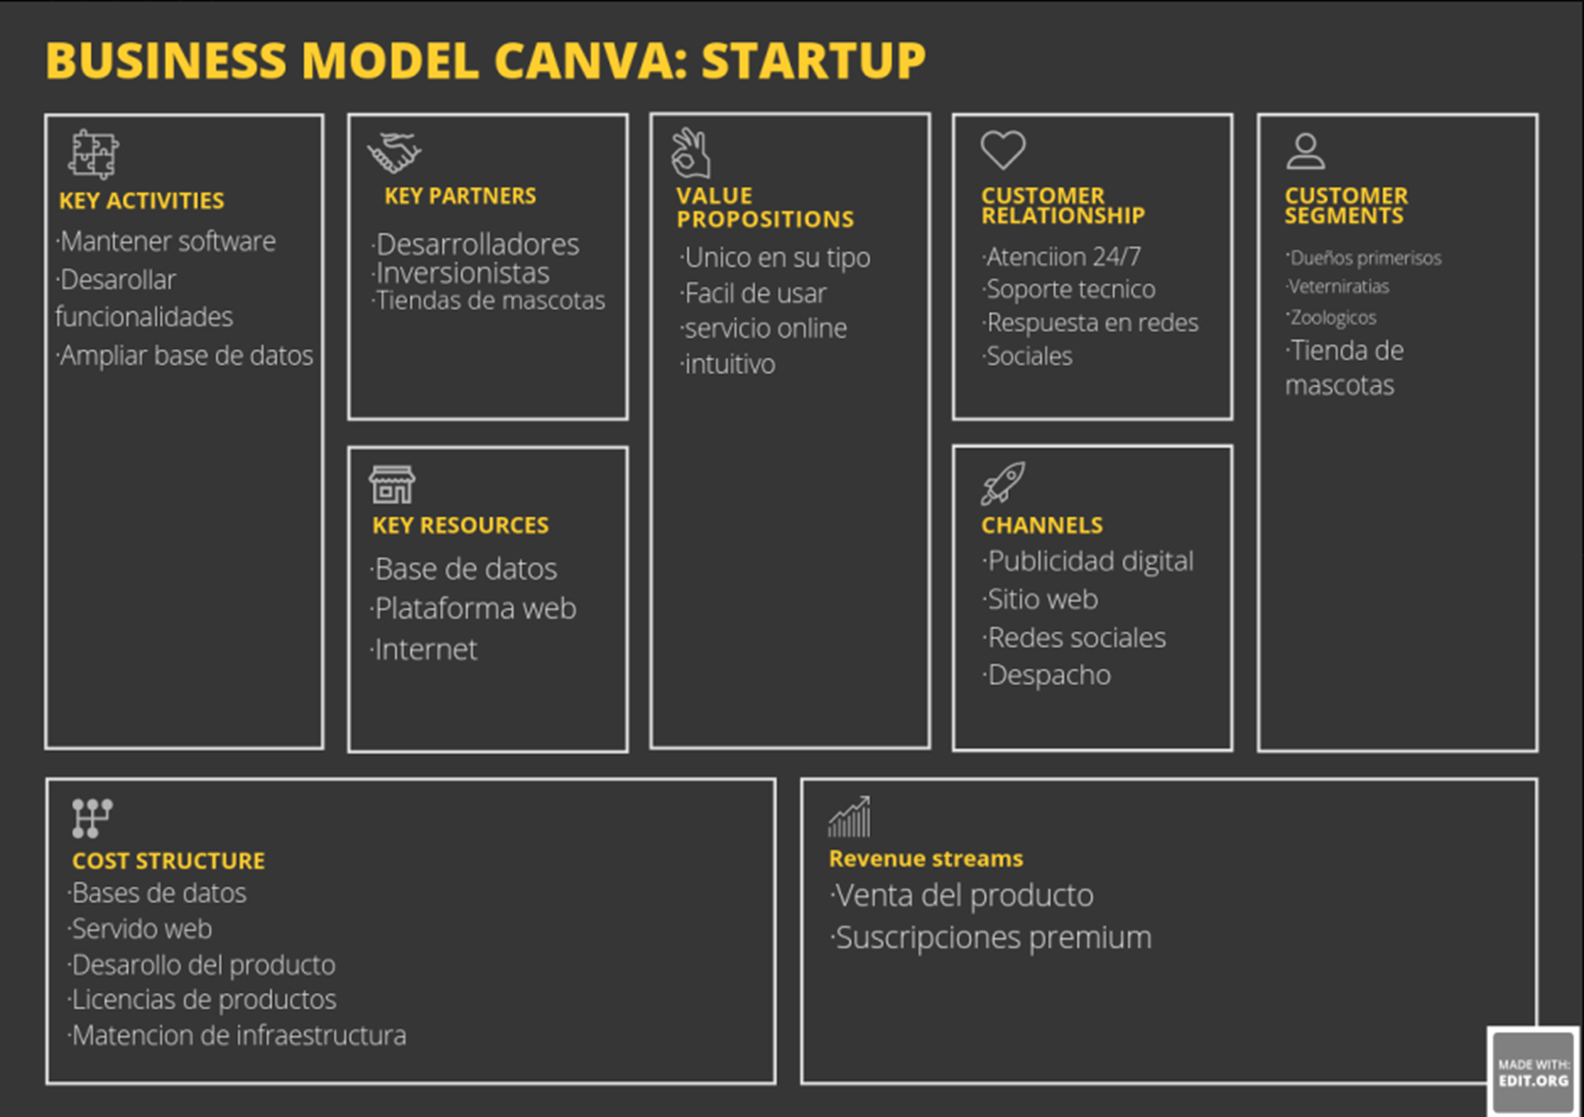 BUSINESS MODEL CANVA: STARTUP
KEY ACTIVITIES
·Mantener software
·Desarollar
funcionalidades
·Ampliar base de datos
KEY PARTNERS
·Desarrolladores
·Inversionistas
·Tiendas de mascotas
KEY RESOURCES
·Base de datos
·Plataforma web
·Internet
VALUE
PROPOSITIONS
·Unico en su tipo
·Facil de usar
·servicio online
·intuitivo
CUSTOMER
RELATIONSHIP
·Atenciion 24/7
·Soporte tecnico
·Respuesta en redes
·Sociales
CHANNELS
·Publicidad digital
·Sitio web
·Redes sociales
·Despacho
CUSTOMER
SEGMENTS
·Dueños primerisos
·Veterniratias
·Zoologicos
·Tienda de
mascotas
COST STRUCTURE
·Bases de datos
·Servido web
·Desarollo del producto
·Licencias de productos
·Matencion de infraestructura
Revenue streams
·Venta del producto
·Suscripciones premium
MADE WITH:
EDIT.ORG